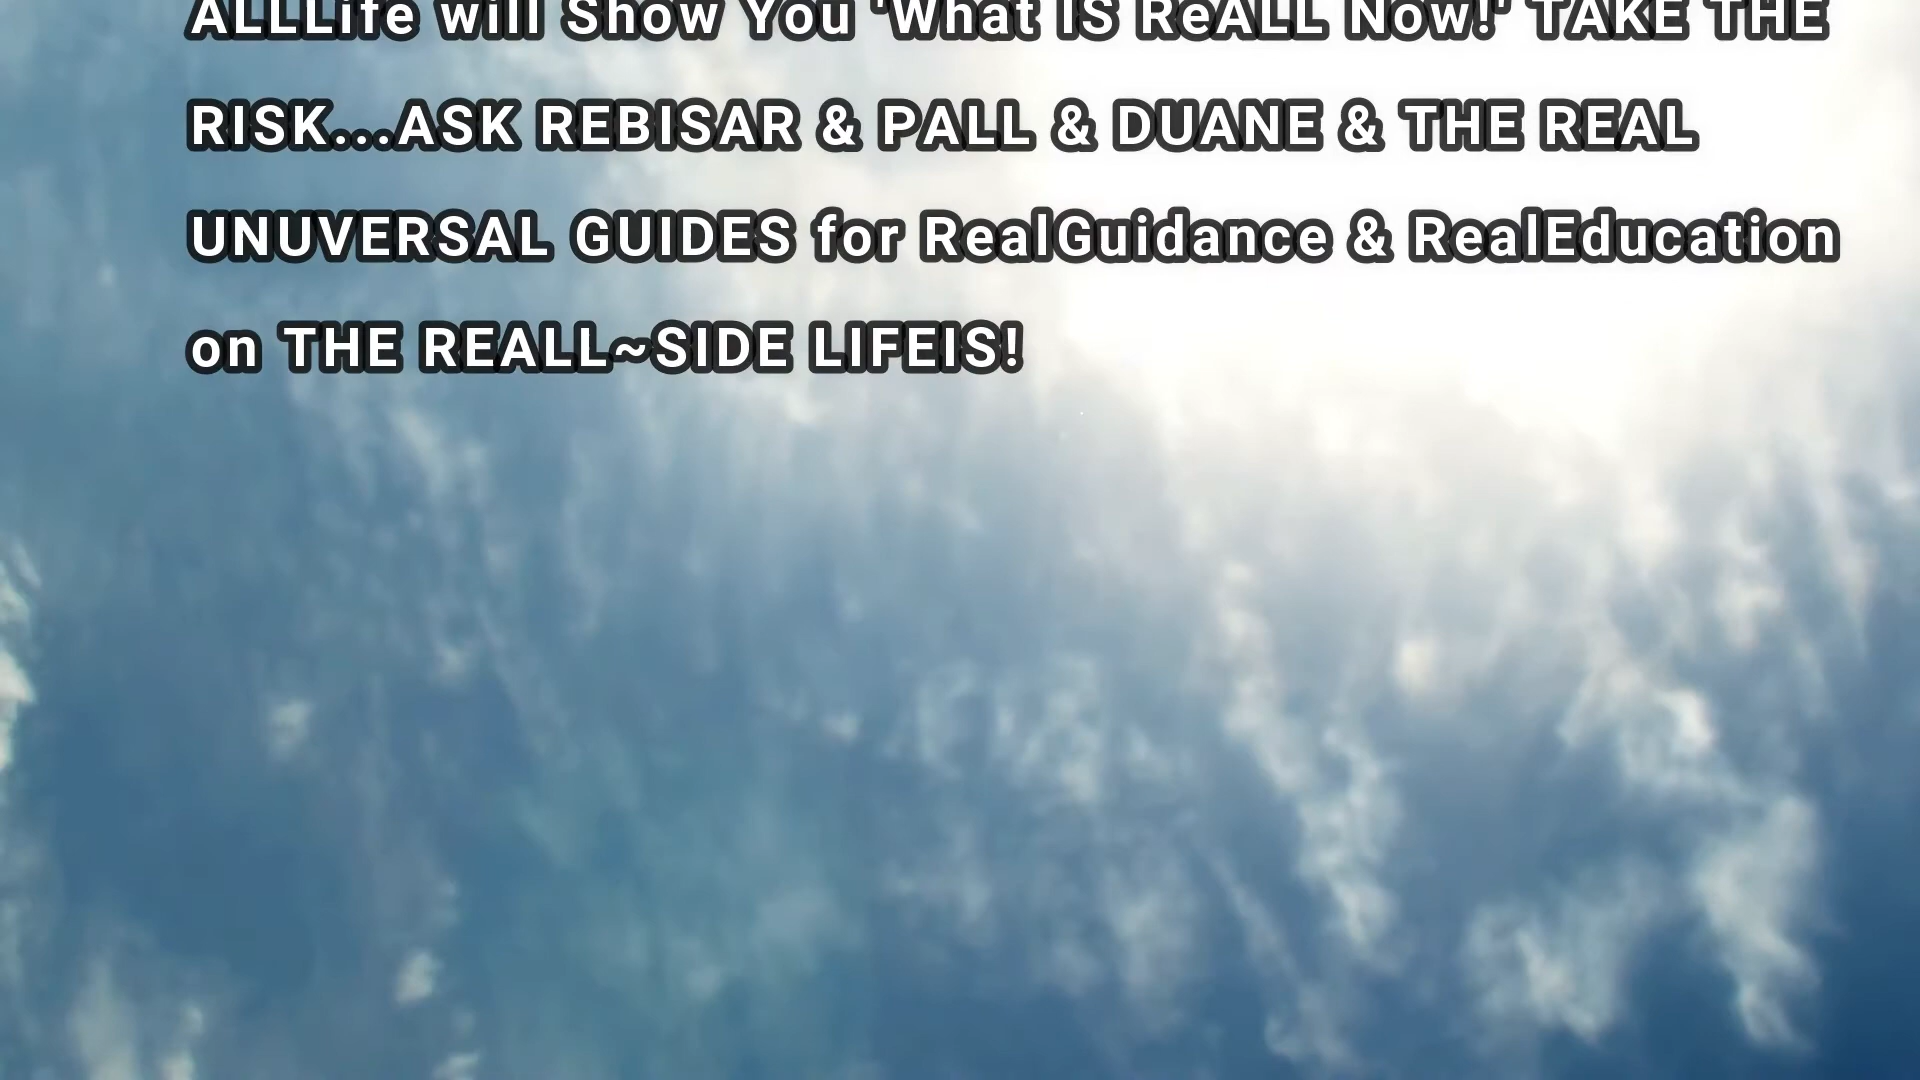 ALLLife will Show You 'What IS ReALL Now!' TAKE THE
RISK...ASK REBISAR & PALL & DUANE & THE REAL
UNUVERSAL GUIDES for RealGuidance & RealEducation
on THE REALL~SIDE LIFEIS!